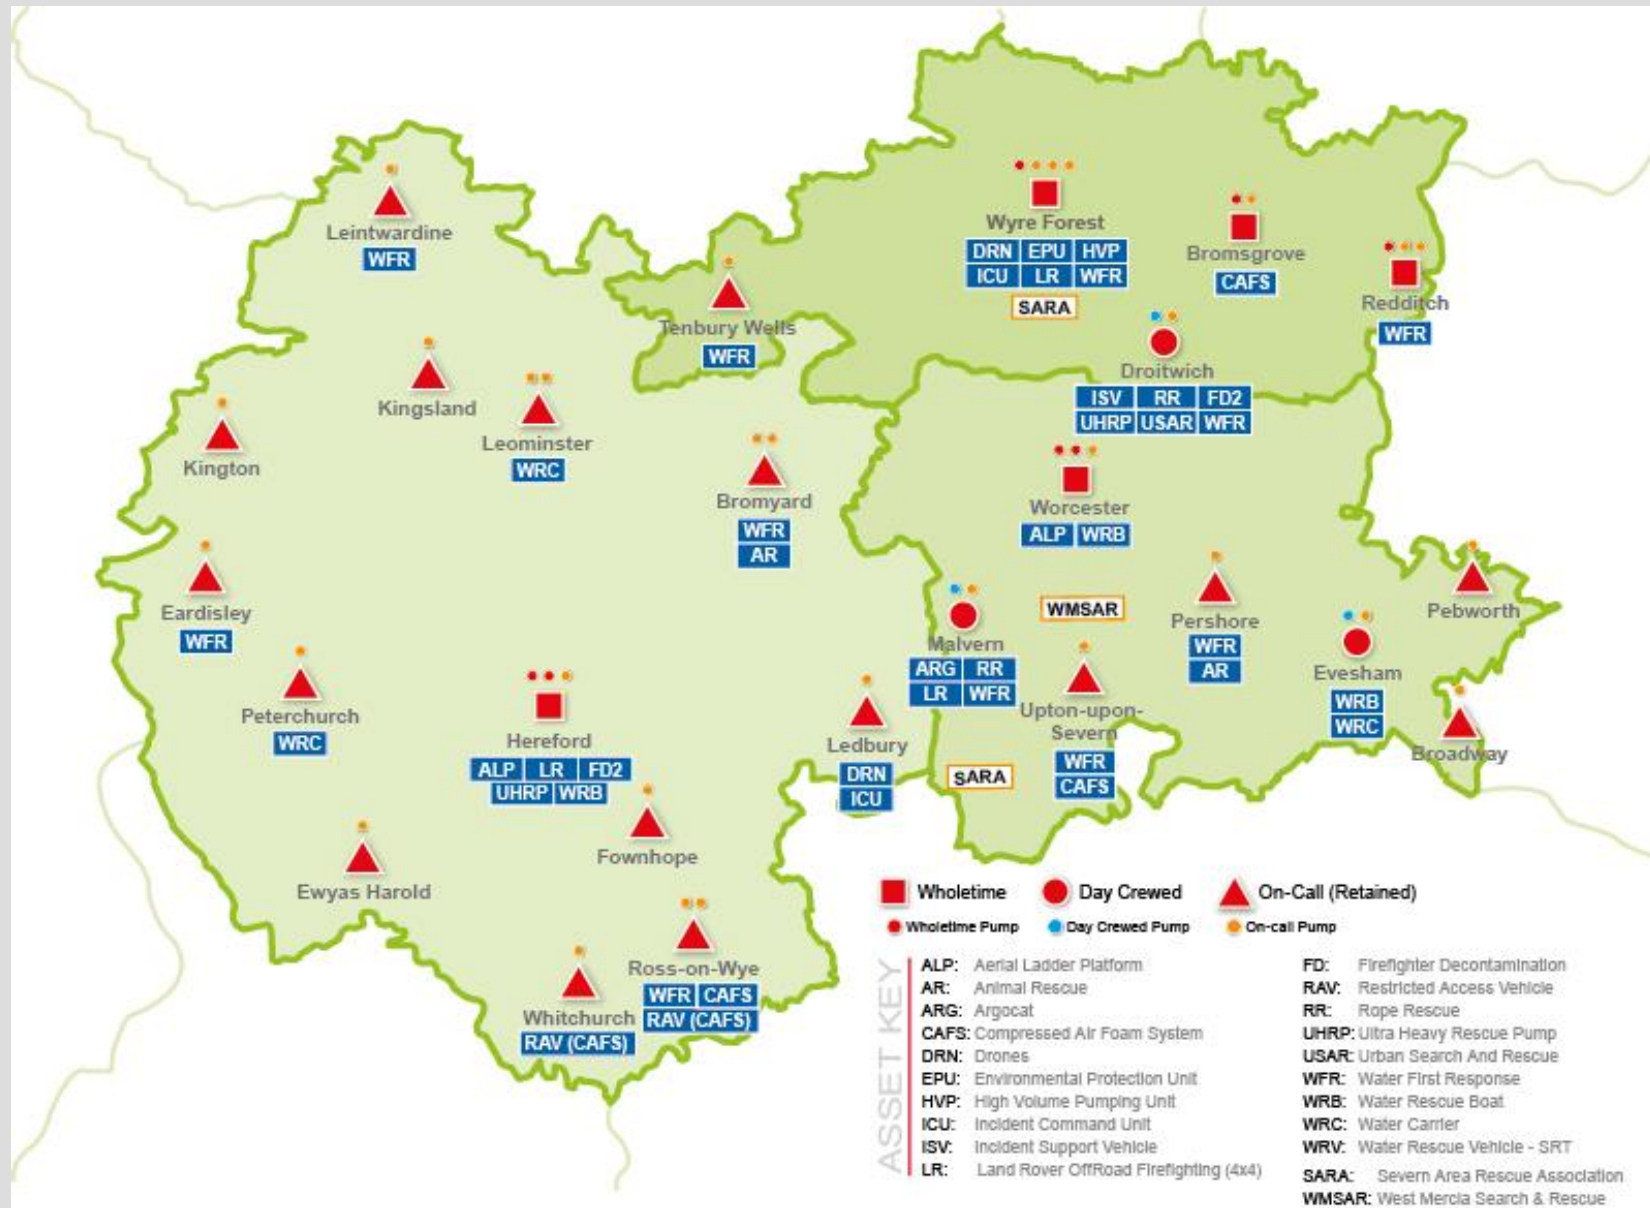 Leintwardine
WFR
Tenbury Wells
WFR
Wyre Forest
DRN EPU HVP
ICU LR WFR
SARA
Bromsgrove
CAFS
Redditch
WFR
Droitwich
ISV RR FD2
UHRP USAR WFR
Kingsland
Leominster
WRC
Kington
Bromyard
WFR
AR
Worcester
ALP WRB
Eardisley
WFR
Peterchurch
WRC
Hereford
ALP LR FD2
UHRP WRB
Ledbury
DRN
ICU
Malvern
ARG RR
LR WFR
WMSAR
Upton-upon-
Severn
WFR
CAFS
SARA
Pershore
WFR
AR
Evesham
WRB
WRC
Pebworth
Broadway
Fownhope
Ewyas Harold
Ross-on-Wye
WFR CAFS
RAV (CAFS)
Whitchurch
RAV (CAFS)
Wholetime Day Crewed On-Call (Retained)
Wholetime Pump Day Crewed Pump On-call Pump
ASSET KEY
ALP: Aerial Ladder Platform
AR: Animal Rescue
ARG: Argocat
CAFS: Compressed Air Foam System
DRN: Drones
EPU: Environmental Protection Unit
HVP: High Volume Pumping Unit
ICU: Incident Command Unit
ISV: Incident Support Vehicle
LR: Land Rover OffRoad Firefighting (4x4)
FD: Firefighter Decontamination
RAV: Restricted Access Vehicle
RR: Rope Rescue
UHRP: Ultra Heavy Rescue Pump
USAR: Urban Search And Rescue
WFR: Water First Response
WRB: Water Rescue Boat
WRC: Water Carrier
WRV: Water Rescue Vehicle - SRT
SARA: Severn Area Rescue Association
WMSAR: West Mercia Search & Rescue